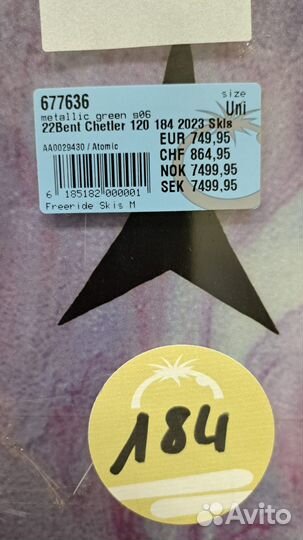 677636
size
metallic green s06
Uni
22Bent Chetler 120 184 2023 Skis
AA0029430 / Atomic
EUR 749,95
CHF 864,95
NOK 7499,95
SEK 7499,95
6 185182 000001
Freeride Skis M
184
Avito